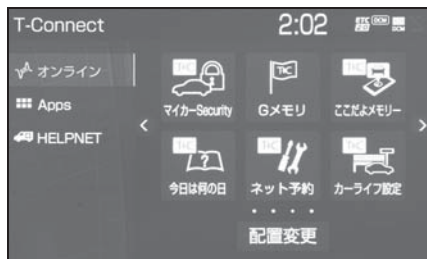 T-Connect
2:02
オンライン
Apps
HELPNET
マイカーSecurity
Gメモリ
ここだよメモリー
今日は何の日
ネット予約
カーライフ設定
配置変更